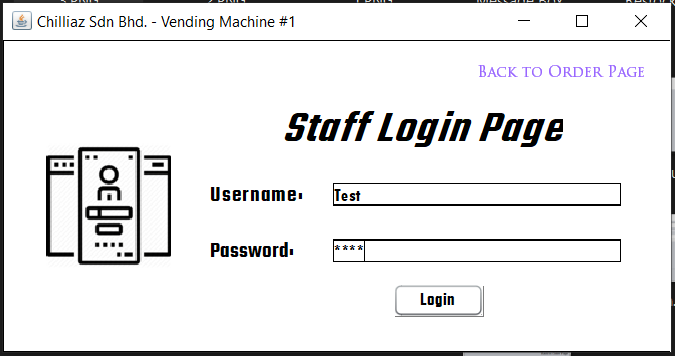 Chilliaz Sdn Bhd. - Vending Machine #1
Back to Order Page
Staff Login Page
Username:
Test
Password:
****
Login